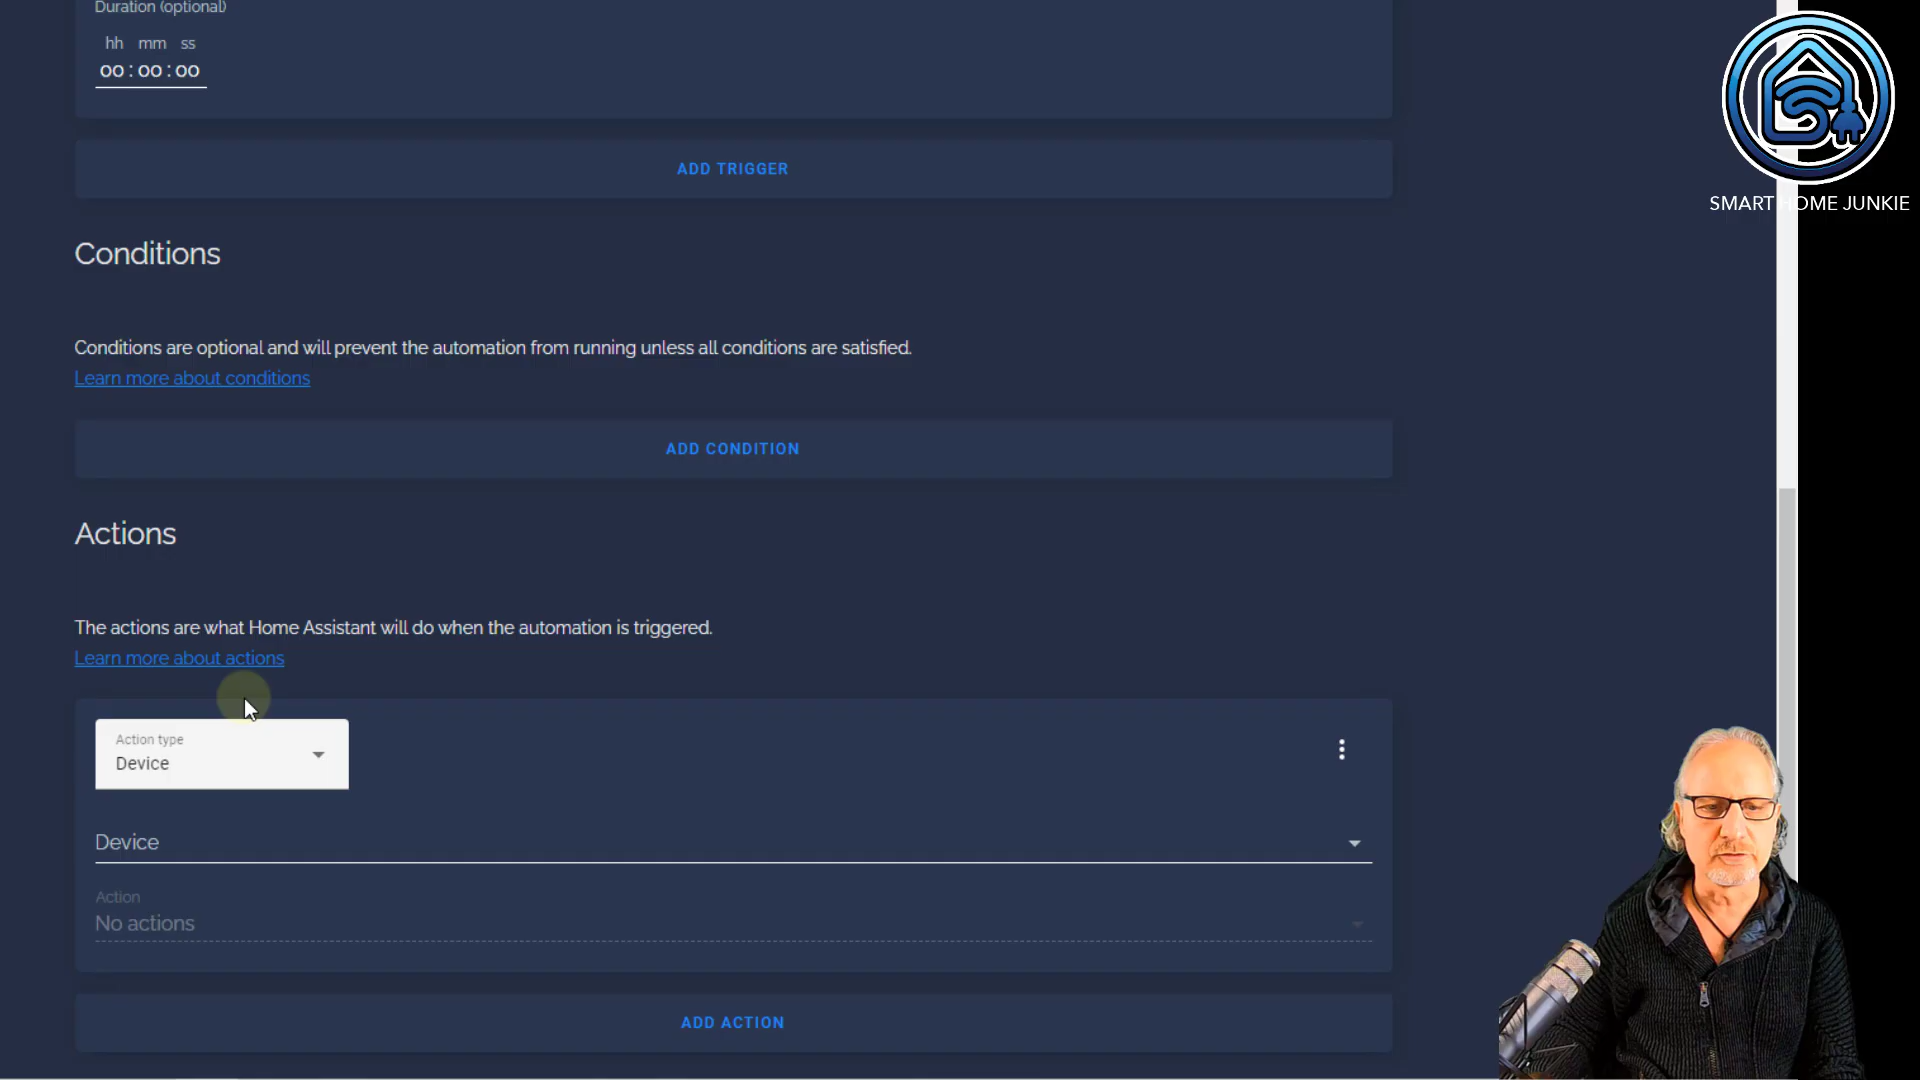 Duration (optional)
hh mm ss
00 : 00 : 00
ADD TRIGGER
SMART HOME JUNKIE
Conditions
Conditions are optional and will prevent the automation from running unless all conditions are satisfied.
Learn more about conditions
ADD CONDITION
Actions
The actions are what Home Assistant will do when the automation is triggered.
Learn more about actions
Action type
Device
Device
Action
No actions
ADD ACTION